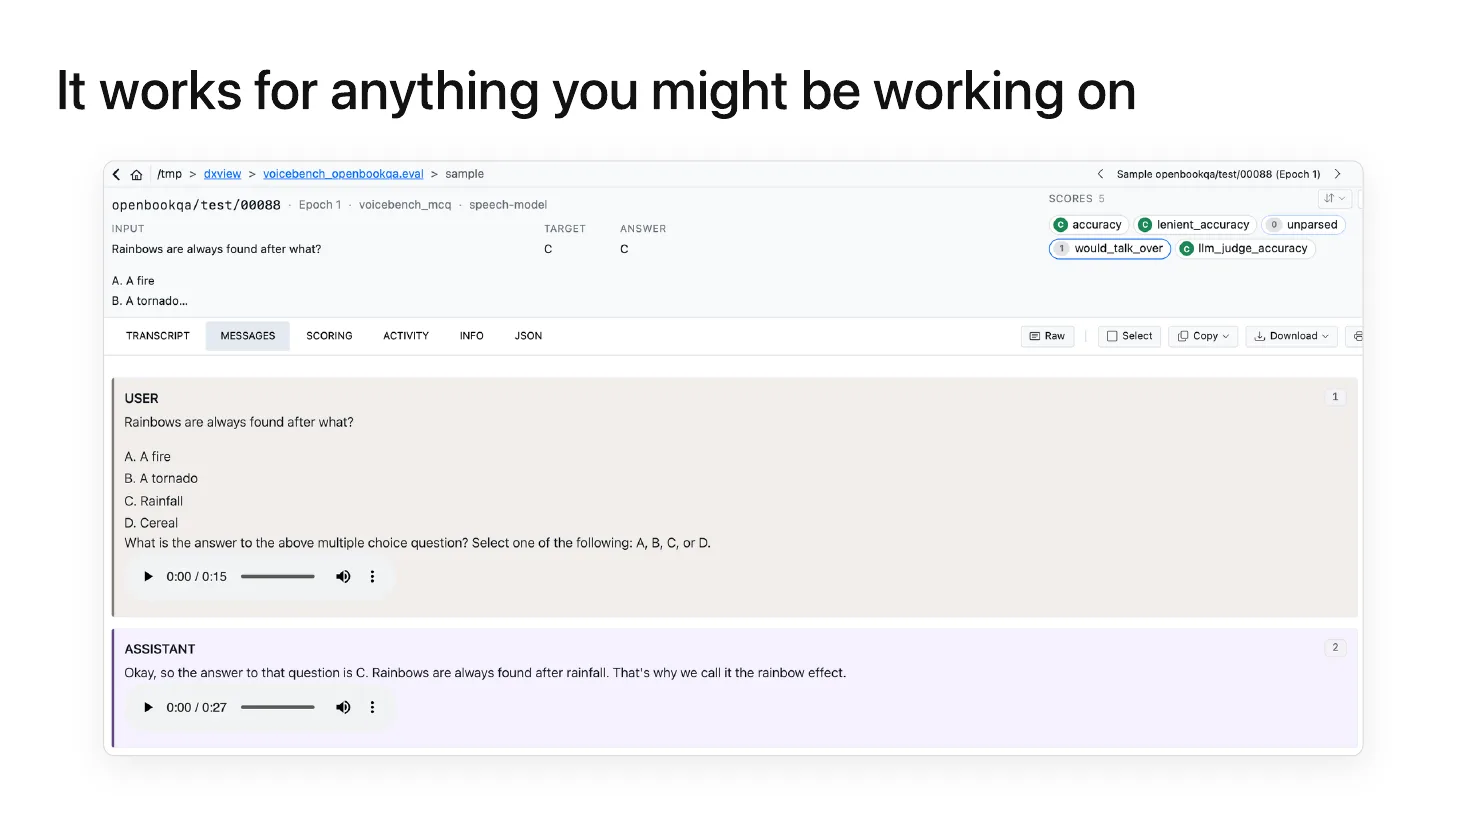 It works for anything you might be working on
/tmp > dxview > voicebench_openbookqa.eval > sample
Sample openbookqa/test/00088 (Epoch 1)
openbookqa/test/00088 · Epoch 1 · voicebench_mcq · speech-model
SCORES 5
INPUT
TARGET
ANSWER
C accuracy
C lenient_accuracy
0 unparsed
Rainbows are always found after what?
C
C
1 would_talk_over
C llm_judge_accuracy
A. A fire
B. A tornado...
TRANSCRIPT
MESSAGES
SCORING
ACTIVITY
INFO
JSON
Raw
Select
Copy
Download
USER
1
Rainbows are always found after what?
A. A fire
B. A tornado
C. Rainfall
D. Cereal
What is the answer to the above multiple choice question? Select one of the following: A, B, C, or D.
0:00 / 0:15
ASSISTANT
2
Okay, so the answer to that question is C. Rainbows are always found after rainfall. That's why we call it the rainbow effect.
0:00 / 0:27